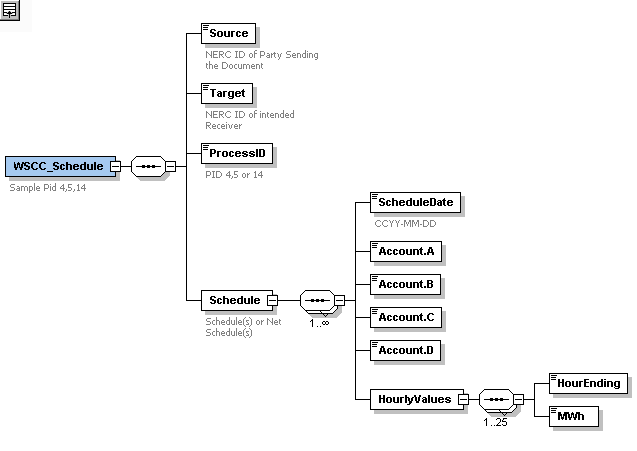 Source
NERC ID of Party Sending
the Document
Target
NERC ID of intended
Receiver
ProcessID
PID 4,5 or 14
WSCC_Schedule
Sample Pid 4,5,14
Schedule
Schedule(s) or Net
Schedule(s)
1..∞
ScheduleDate
CCYY-MM-DD
Account.A
Account.B
Account.C
Account.D
HourlyValues
1..25
HourEnding
MWh